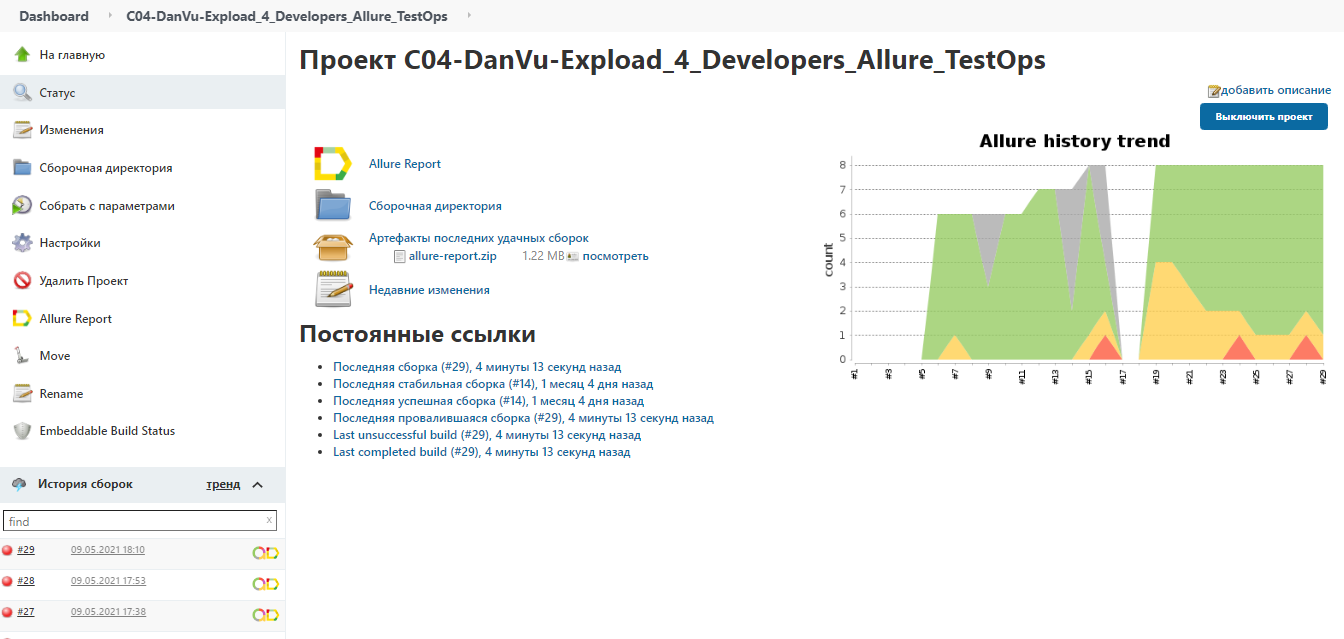 Dashboard
C04-DanVu-Expload_4_Developers_Allure_TestOps
На главную
Статус
Изменения
Сборочная директория
Собрать с параметрами
Настройки
Удалить Проект
Allure Report
Move
Rename
Embeddable Build Status
История сборок
тренд
find
x
#29 09.05.2021 18:10
#28 09.05.2021 17:53
#27 09.05.2021 17:38
Проект C04-DanVu-Expload_4_Developers_Allure_TestOps
добавить описание
Выключить проект
Allure Report
Сборочная директория
Артефакты последних удачных сборок
allure-report.zip 1.22 MB посмотреть
Недавние изменения
Постоянные ссылки
Последняя сборка (#29), 4 минуты 13 секунд назад
Последняя стабильная сборка (#14), 1 месяц 4 дня назад
Последняя успешная сборка (#14), 1 месяц 4 дня назад
Последняя провалившаяся сборка (#29), 4 минуты 13 секунд назад
Last unsuccessful build (#29), 4 минуты 13 секунд назад
Last completed build (#29), 4 минуты 13 секунд назад
Allure history trend
count
8
7
6
5
4
3
2
1
0
#1 #3 #5 #7 #9 #11 #13 #15 #17 #19 #21 #23 #25 #27 #29